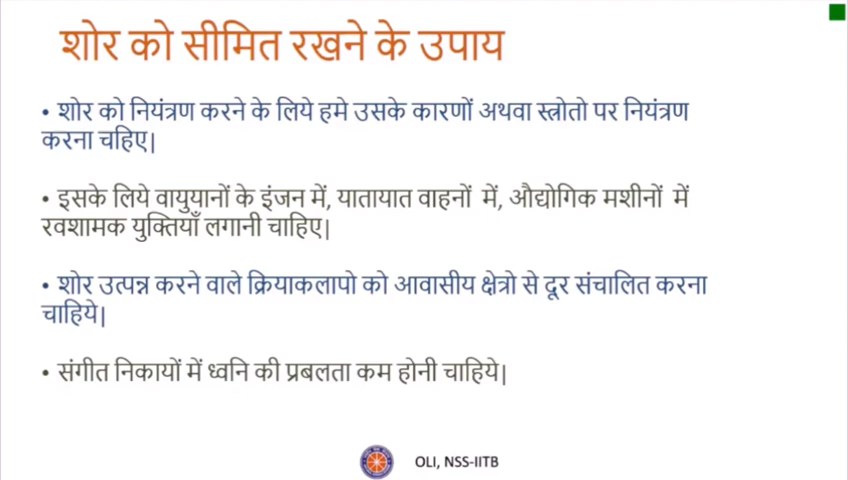 शोर को सीमित रखने के उपाय
• शोर को नियंत्रण करने के लिये हमे उसके कारणों अथवा स्त्रोतो पर नियंत्रण
करना चहिए|
• इसके लिये वायुयानों के इंजन में, यातायात वाहनों में, औद्योगिक मशीनों में
रवशामक युक्तियाँ लगानी चाहिए|
• शोर उत्पन्न करने वाले क्रियाकलापो को आवासीय क्षेत्रो से दूर संचालित करना
चाहिये|
• संगीत निकायों में ध्वनि की प्रबलता कम होनी चाहिये|
OLI, NSS-IITB